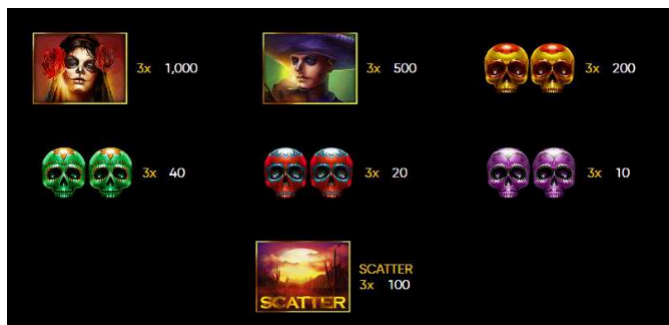 3x 1,000
3x 500
3x 200
3x 40
3x 20
3x 10
SCATTER
SCATTER
3x 100